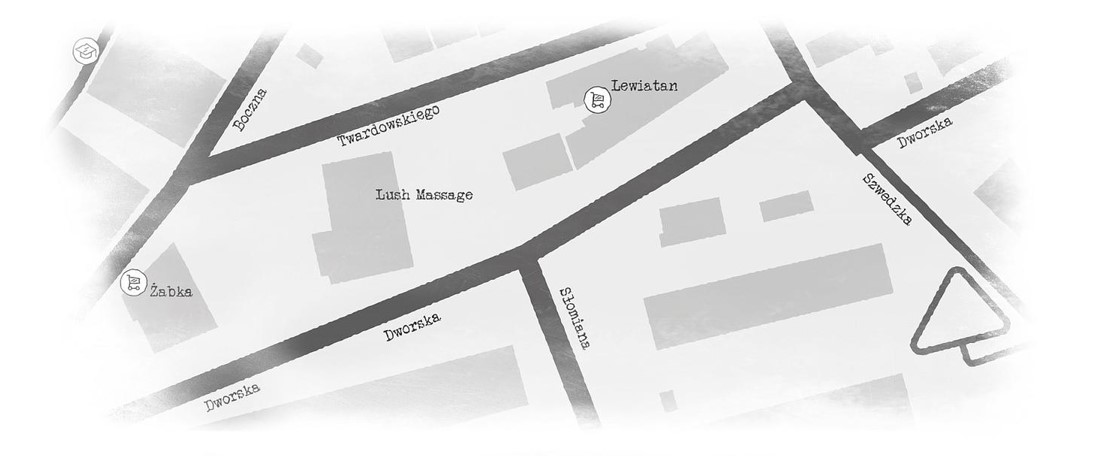 Lewiatan
Boczna
Twardowskiego
Dworska
Lush Massage
Szwedzka
Żabka
Słomiana
Dworska
Dworska